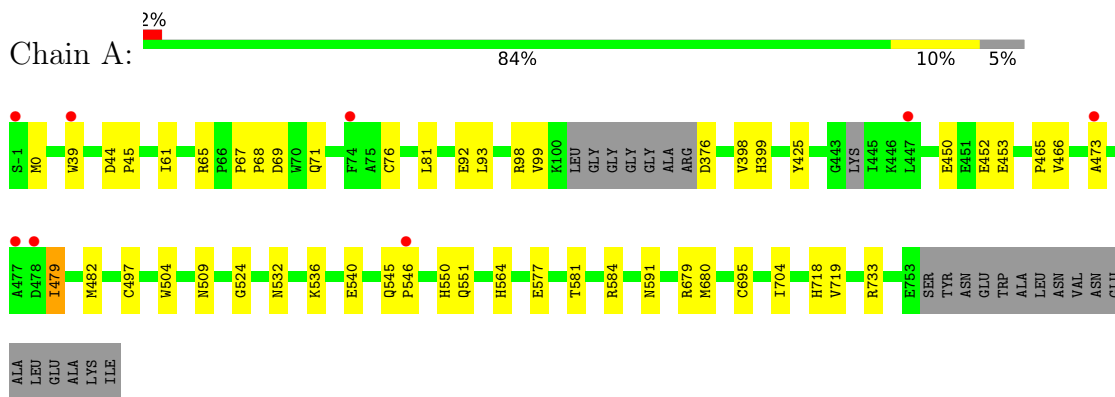 2%
Chain A:
84% 10% 5%
S-1 M0 W39 D44 P45 I61 R65 P66 P67 P68 D69 W70 Q71 F74 A75 C76 L81 E92 L93 R98 V99 K100 LEU GLY GLY GLY GLY ALA ARG D376 V398 H399 Y425 G443 LYS I445 K446 L447 E450 E451 E452 E453 P465 V466 A473
A477 D478 I479 M482 C497 W504 N509 G524 N532 K536 E540 Q545 P546 H550 Q551 H564 E577 T581 R584 N591 R679 M680 C695 I704 H718 V719 R733 E753 SER TYR ASN GLU TRP ALA LEU ASN VAL ASN GLU
ALA LEU GLU ALA LYS ILE